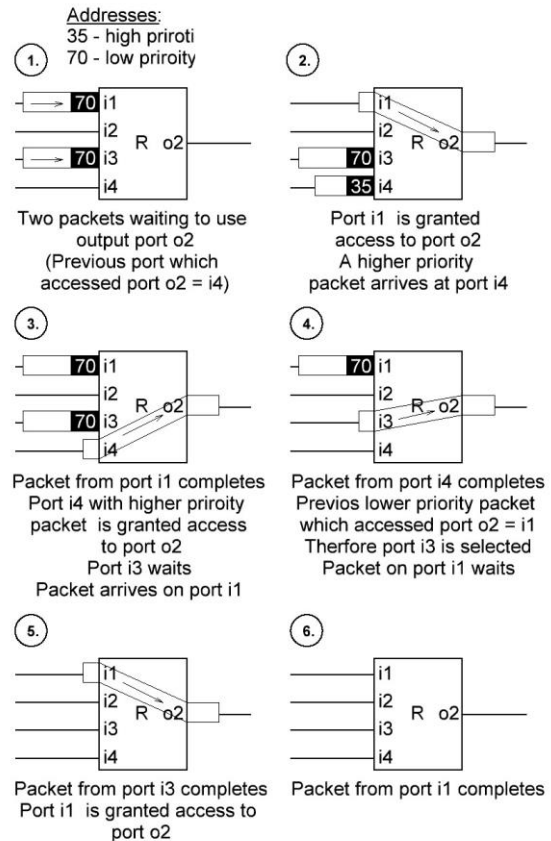 Addresses:
35 - high priroti
70 - low priroity
1.
70 i1
i2
70 i3
i4
R o2
Two packets waiting to use
output port o2
(Previous port which
accessed port o2 = i4)
2.
i1
i2
70 i3
35 i4
R o2
Port i1 is granted
access to port o2
A higher priority
packet arrives at port i4
3.
70 i1
i2
70 i3
i4
R o2
Packet from port i1 completes
Port i4 with higher priroity
packet is granted access
to port o2
Port i3 waits
Packet arrives on port i1
4.
70 i1
i2
i3
i4
R o2
Packet from port i4 completes
Previos lower priority packet
which accessed port o2 = i1
Therfore port i3 is selected
Packet on port i1 waits
5.
i1
i2
i3
i4
R o2
Packet from port i3 completes
Port i1 is granted access to
port o2
6.
i1
i2
i3
i4
R o2
Packet from port i1 completes